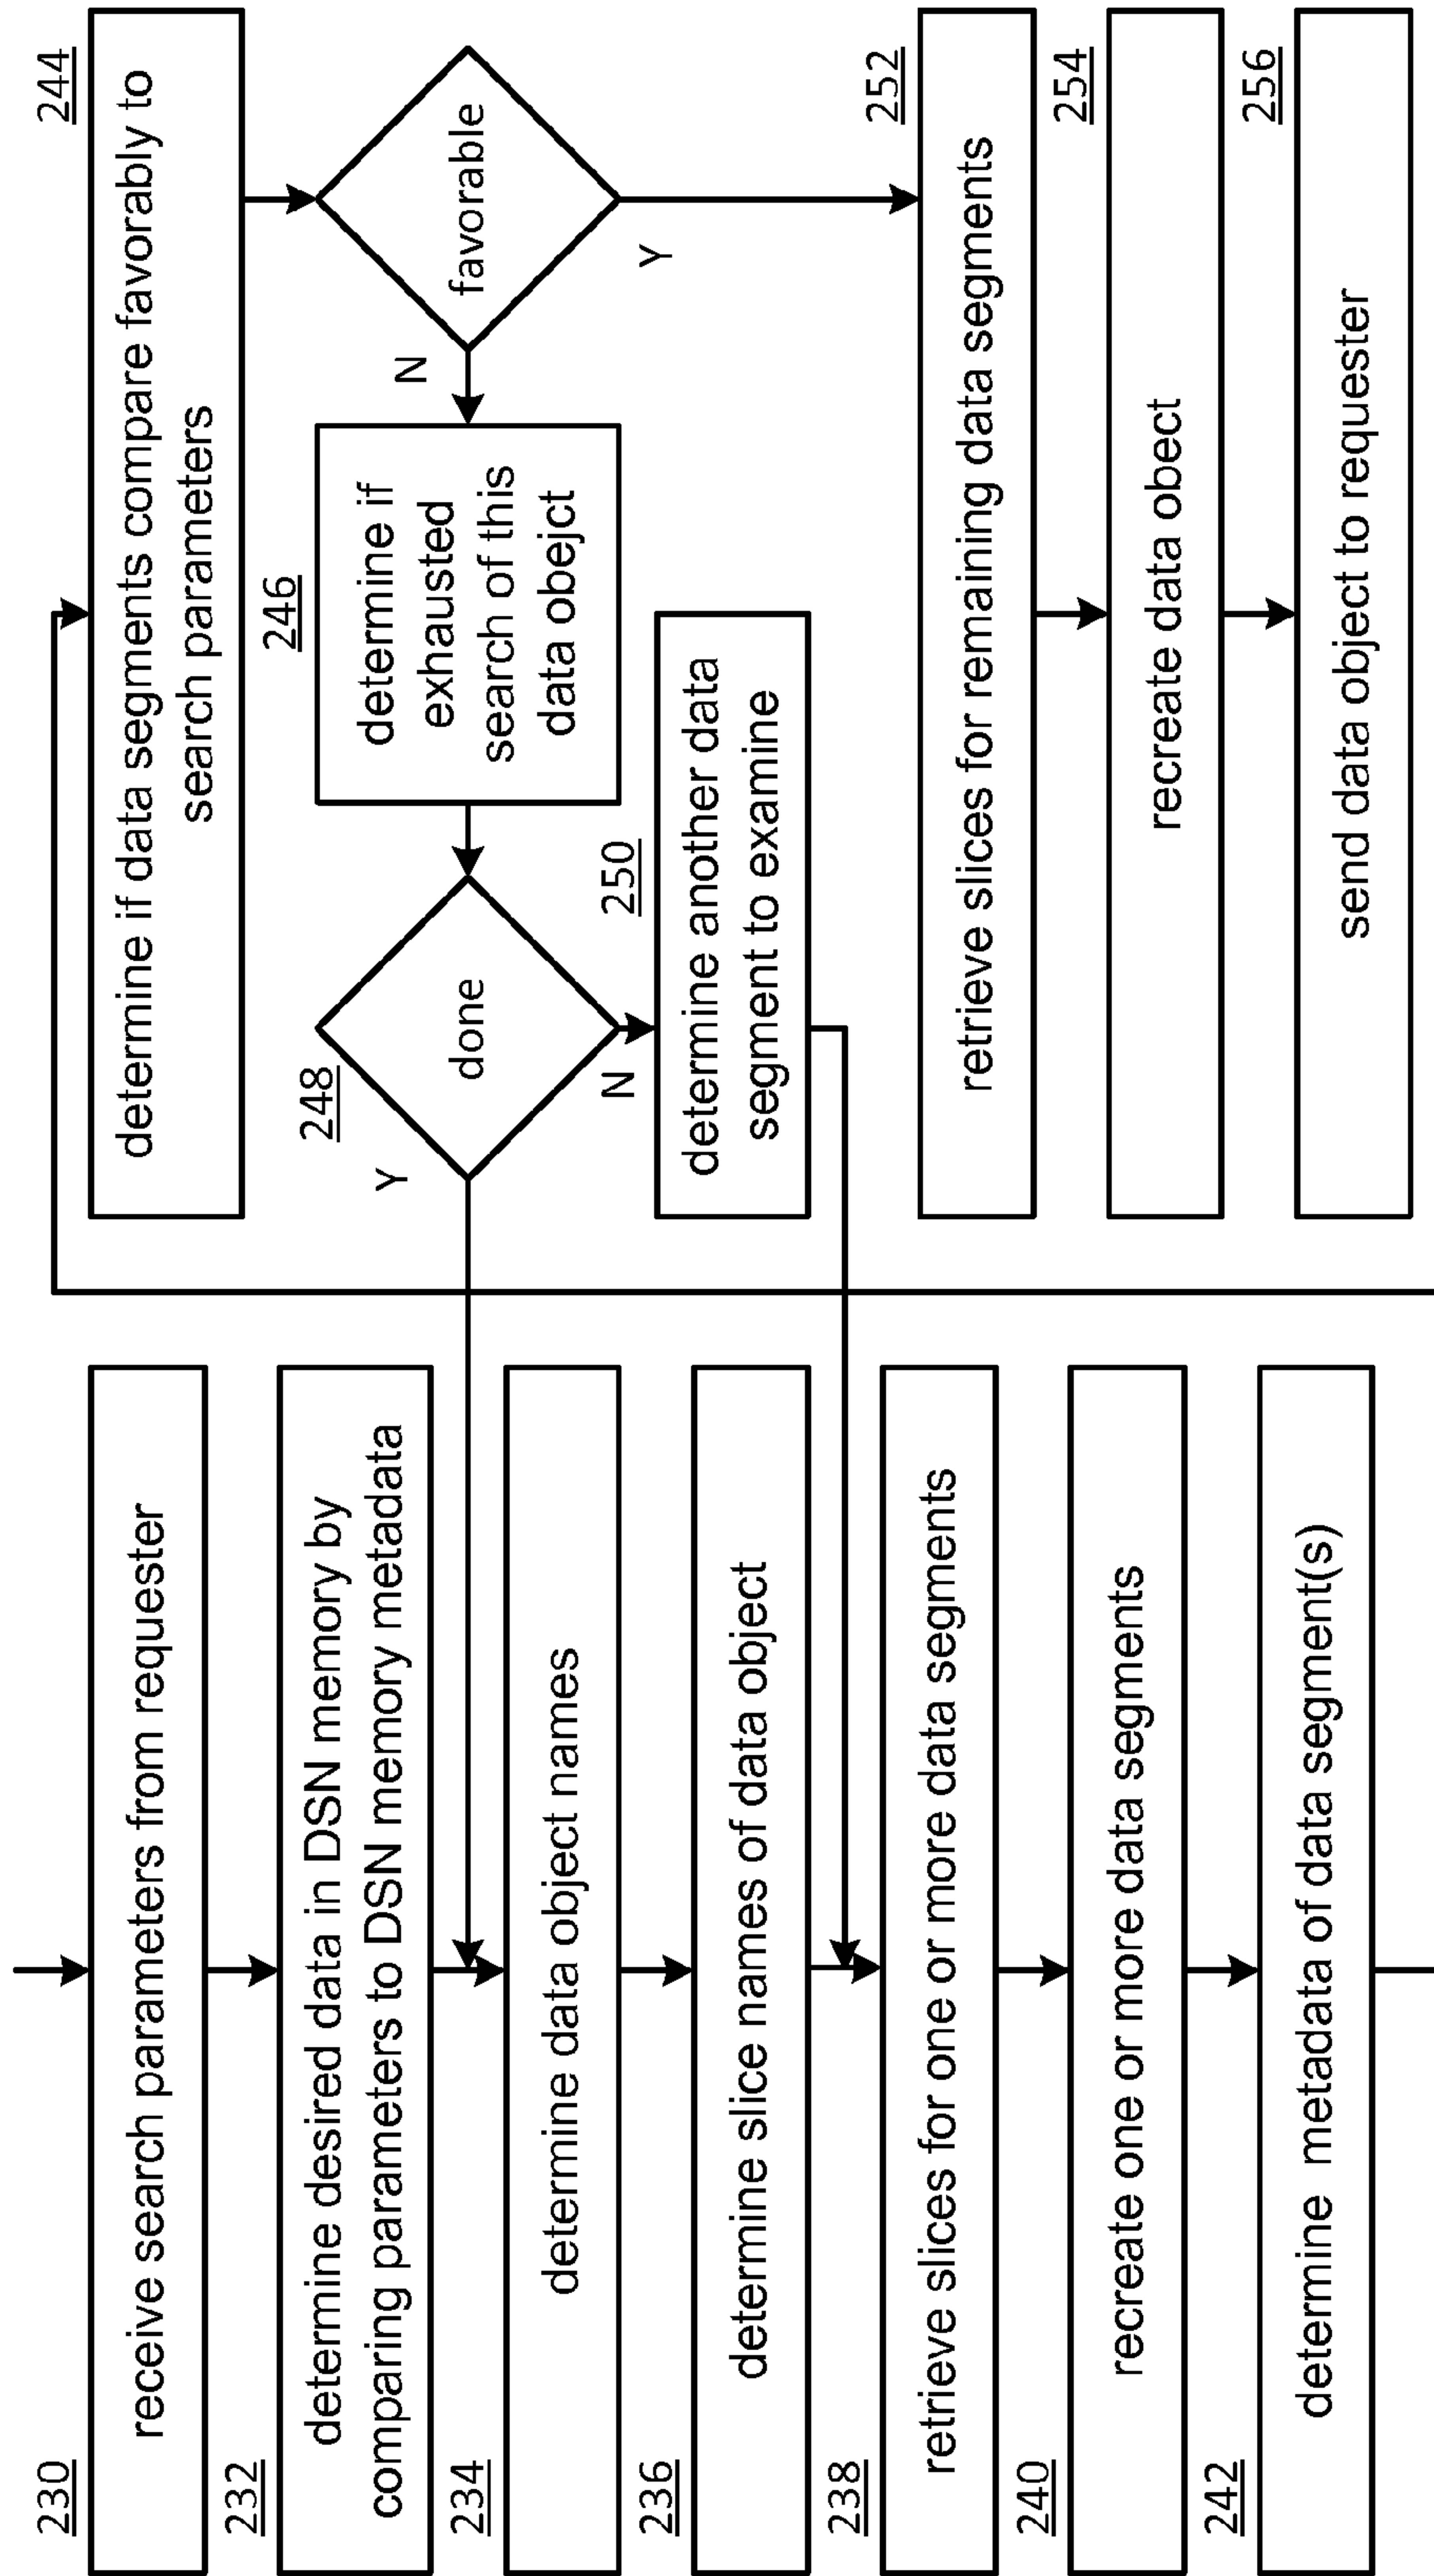 230
receive search parameters from requester
232
determine desired data in DSN memory by
comparing parameters to DSN memory metadata
234
determine data object names
236
determine slice names of data object
238
retrieve slices for one or more data segments
240
recreate one or more data segments
242
determine metadata of data segment(s)
244
determine if data segments compare favorably to
search parameters
favorable
N
Y
246
determine if
exhausted
search of this
data obejct
248
done
Y
N
250
determine another data
segment to examine
252
retrieve slices for remaining data segments
254
recreate data obect
256
send data object to requester